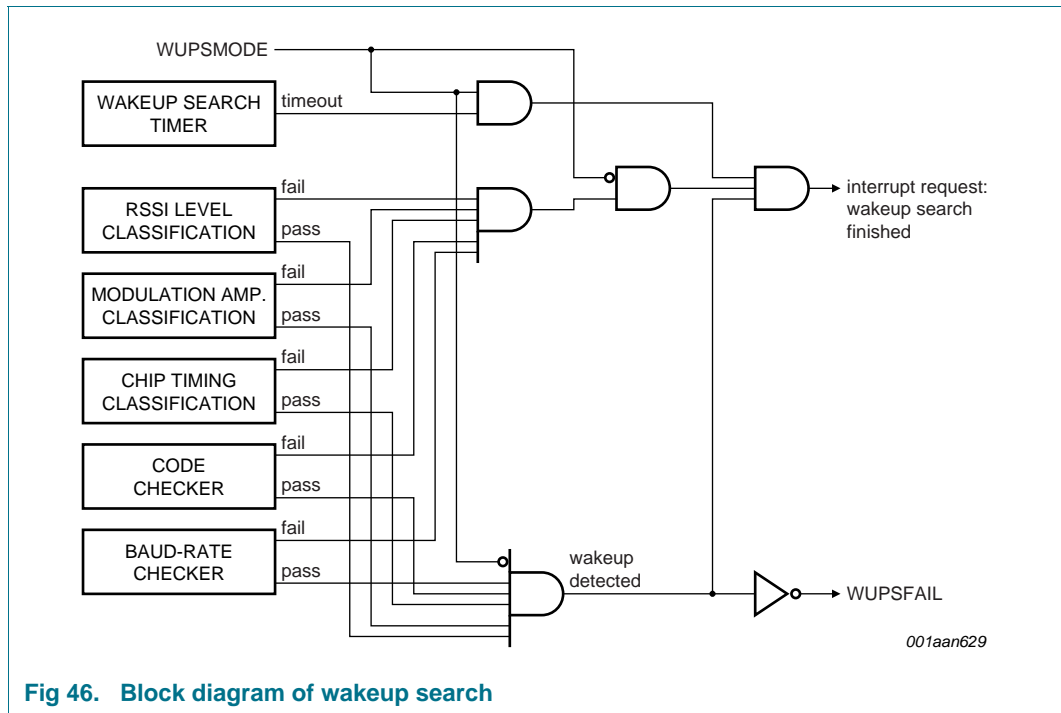 WUPSMODE
WAKEUP SEARCH
TIMER
timeout
RSSI LEVEL
CLASSIFICATION
fail
pass
MODULATION AMP.
CLASSIFICATION
fail
pass
CHIP TIMING
CLASSIFICATION
fail
pass
CODE
CHECKER
fail
pass
BAUD-RATE
CHECKER
fail
pass
wakeup
detected
interrupt request:
wakeup search
finished
WUPSFAIL
001aan629
Fig 46. Block diagram of wakeup search